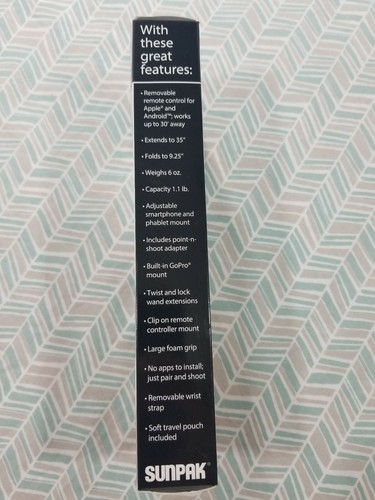 With
these
great
features:
• Removable
remote control for
Apple® and
Android™; works
up to 30' away
• Extends to 35"
• Folds to 9.25"
• Weighs 6 oz.
• Capacity 1.1 lb.
• Adjustable
smartphone and
phablet mount
• Includes point-n-
shoot adapter
• Built-in GoPro®
mount
• Twist and lock
wand extensions
• Clip on remote
controller mount
• Large foam grip
• No apps to install;
just pair and shoot
• Removable wrist
strap
• Soft travel pouch
included
SUNPAK®